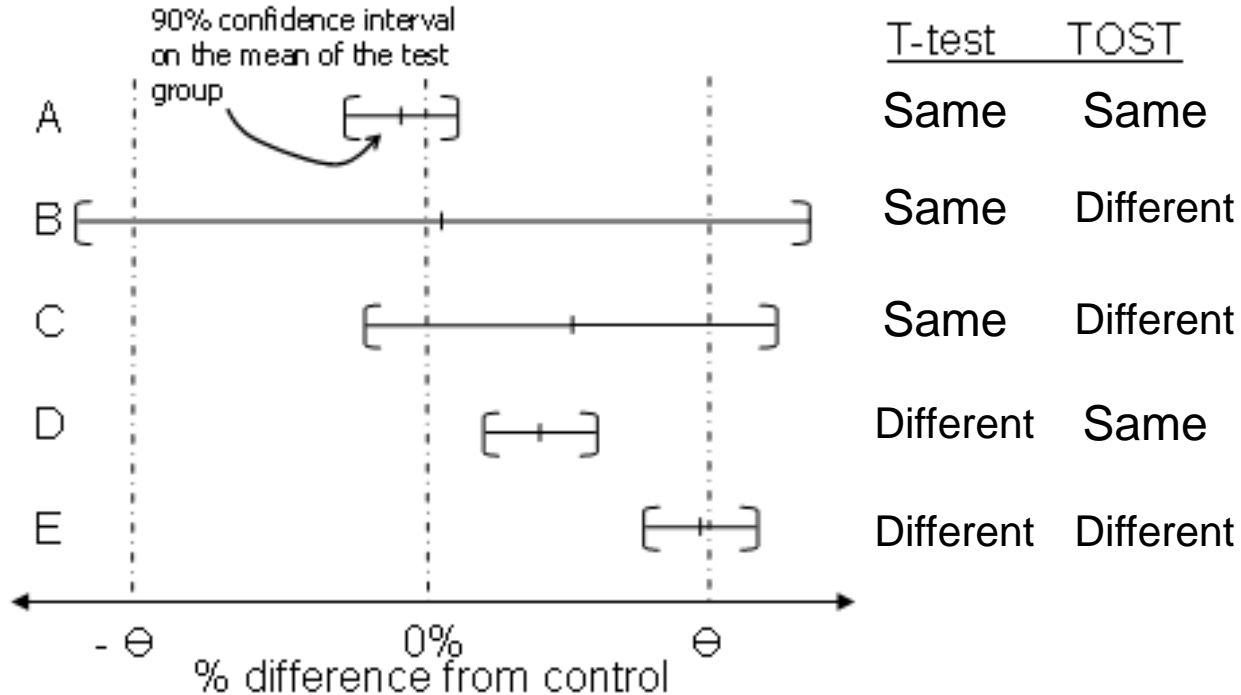 90% confidence interval
on the mean of the test
group
T-test TOST
A Same Same
B Same Different
C Same Different
D Different Same
E Different Different
- Θ 0% Θ
% difference from control